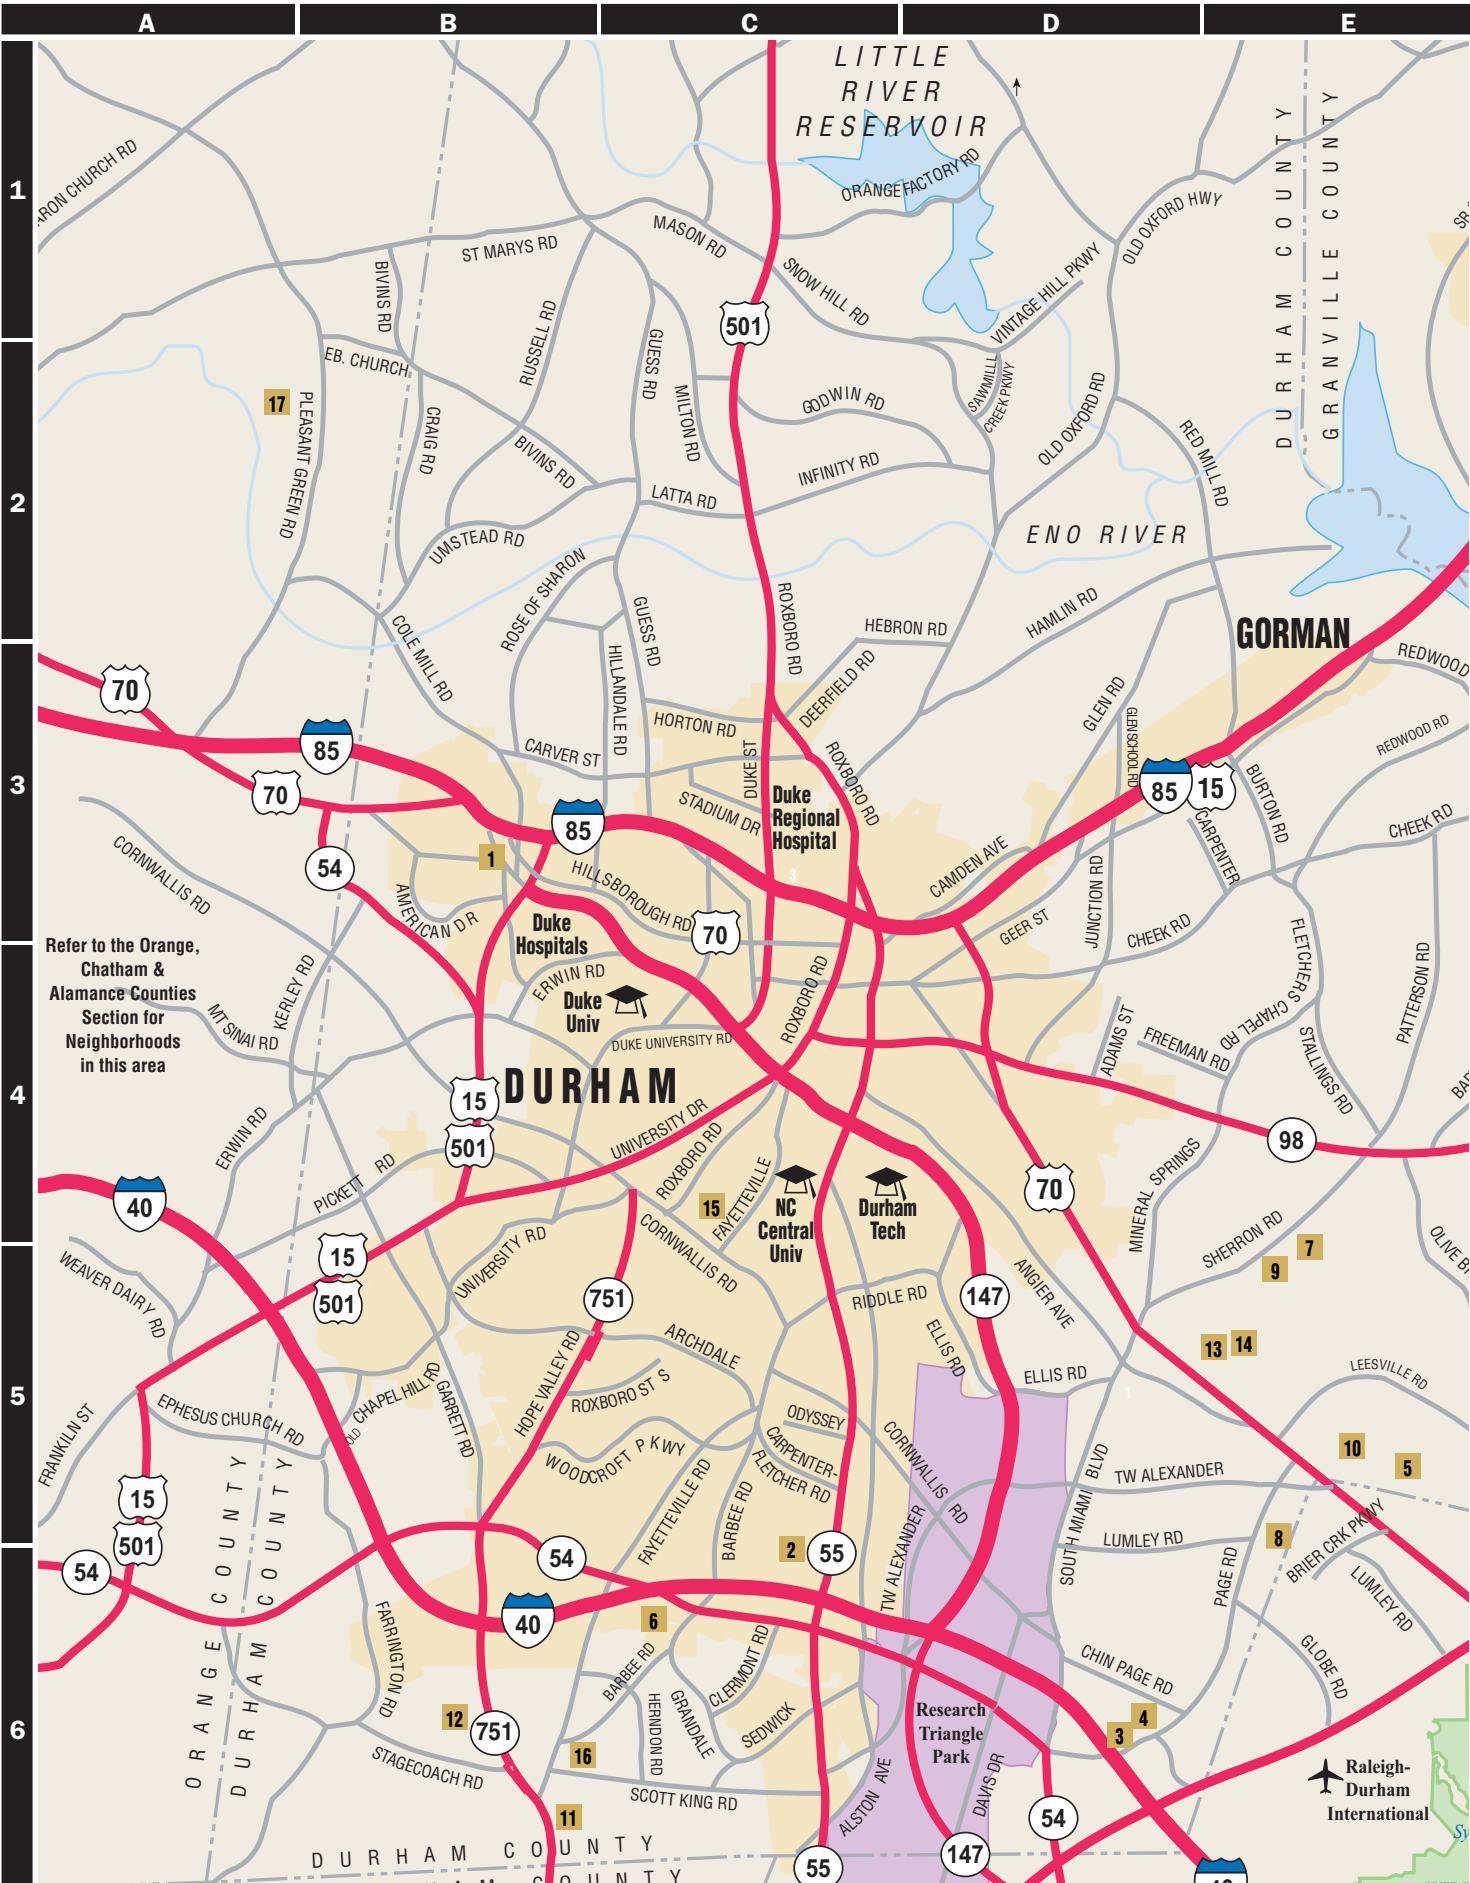 A
B
C
D
E
1
2
3
4
5
6
LITTLE
RIVER
RESERVOIR
ARON CHURCH RD
ORANGE FACTORY RD
OLD OXFORD HWY
DURHAM COUNTY
GRANVILLE COUNTY
MASON RD
ST MARYS RD
BIVINS RD
SNOW HILL RD
VINTAGE HILL PKWY
RUSSELL RD
501
EB. CHURCH
GUESS RD
MILTON RD
GODWIN RD
SAWMILLL
CREEK PKWY
OLD OXFORD RD
17
PLEASANT GREEN RD
CRAIG RD
BIVINS RD
RED MILL RD
INFINITY RD
LATTA RD
UMSTEAD RD
ENO RIVER
ROSE OF SHARON
GUESS RD
ROXBORO RD
HEBRON RD
HAMLIN RD
GORMAN
COLE MILL RD
HILLANDALE RD
DEERFIELD RD
REDWOOD
70
GLEN RD
GLEN SCHOOL RD
HORTON RD
REDWOOD RD
85
CARVER ST
DUKE ST
ROXBORO RD
85
15
BURTON RD
70
STADIUM DR
Duke
Regional
Hospital
85
CARPENTER
CHEEK RD
CORNWALLIS RD
54
1
HILLSBOROUGH RD
3
CAMDEN AVE
JUNCTION RD
AMERICAN DR
Duke
Hospitals
70
GEER ST
CHEEK RD
FLETCHERS CHAPEL RD
PATTERSON RD
Refer to the Orange,
Chatham &
Alamance Counties
Section for
Neighborhoods
in this area
KERLEY RD
MT SINAI RD
ERWIN RD
Duke
Univ
ROXBORO RD
DUKE UNIVERSITY RD
ADAMS ST
FREEMAN RD
STALLINGS RD
15
501
DURHAM
UNIVERSITY DR
98
ERWIN RD
PICKETT RD
ROXBORO RD
FAYETTEVILLE
MINERAL SPRINGS
40
15
NC
Central
Univ
Durham
Tech
70
SHERRON RD
7
9
WEAVER DAIRY RD
15
501
UNIVERSITY RD
CORNWALLIS RD
751
RIDDLE RD
147
ANGIER AVE
13
14
ARCHDALE
ELLIS RD
ELLIS RD
1
LEESVILLE RD
HOPE VALLEY RD
ROXBORO ST S
EPHESUS CHURCH RD
OLD CHAPEL HILL RD
GARRETT RD
FRANKILN ST
ODYSSEY
CARPENTER-
FLETCHER RD
WOODCROFT PKWY
CORNWALLIS RD
10
5
TW ALEXANDER
SOUTH MIAMI BLVD
15
501
54
FAYETTEVILLE RD
BARBEE RD
2
55
TW ALEXANDER
LUMLEY RD
8
BRIER CRK PKWY
54
PAGE RD
LUMLEY RD
40
6
ORANGE COUNTY
DURHAM COUNTY
FARRINGTON RD
BARBEE RD
CLERMONT RD
CHIN PAGE RD
GLOBE RD
HERNDON RD
GRANDALE
SEDWICK
Research
Triangle
Park
12
751
4
3
STAGECOACH RD
16
SCOTT KING RD
ALSTON AVE
DAVIS DR
Raleigh-
Durham
International
11
54
DURHAM COUNTY
147
55